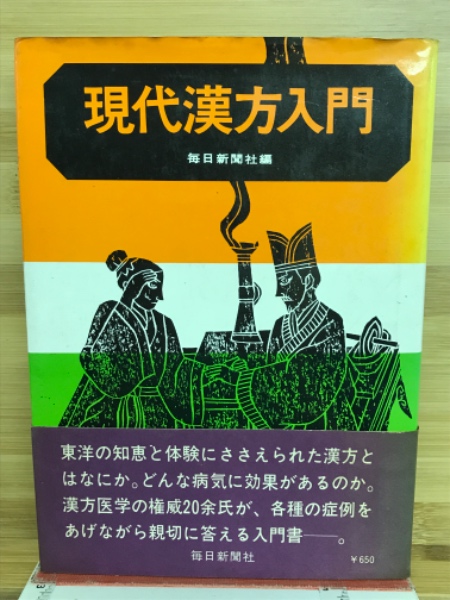 現代漢方入門
毎日新聞社編
東洋の知恵と体験にささえられた漢方と
はなにか。どんな病気に効果があるのか。
漢方医学の権威20余氏が、各種の症例を
あげながら親切に答える入門書――。
毎日新聞社
￥650